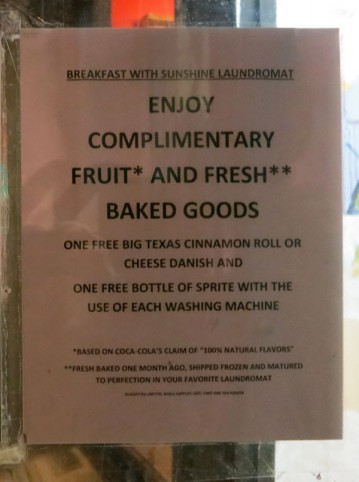 BREAKFAST WITH SUNSHINE LAUNDROMAT
ENJOY
COMPLIMENTARY
FRUIT* AND FRESH**
BAKED GOODS
ONE FREE BIG TEXAS CINNAMON ROLL OR
CHEESE DANISH AND
ONE FREE BOTTLE OF SPRITE WITH THE
USE OF EACH WASHING MACHINE
*BASED ON COCA-COLA'S CLAIM OF "100% NATURAL FLAVORS"
**FRESH BAKED ONE MONTH AGO, SHIPPED FROZEN AND MATURED
TO PERFECTION IN YOUR FAVORITE LAUNDROMAT